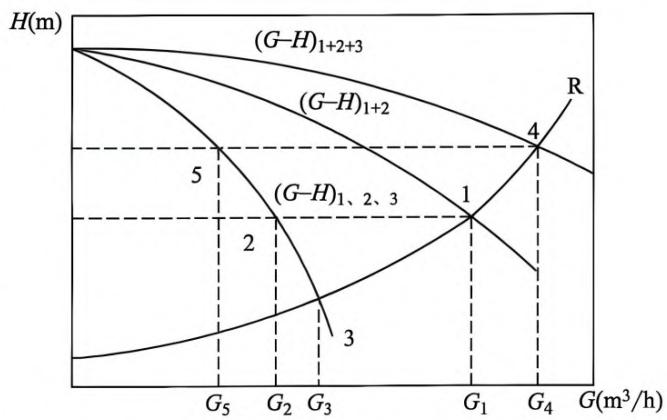 H(m)
(G–H)₁₊₂₊₃
R
(G–H)₁₊₂
4
5
(G–H)₁、₂、₃
1
2
3
G₅ G₂ G₃ G₁ G₄ G(m³/h)